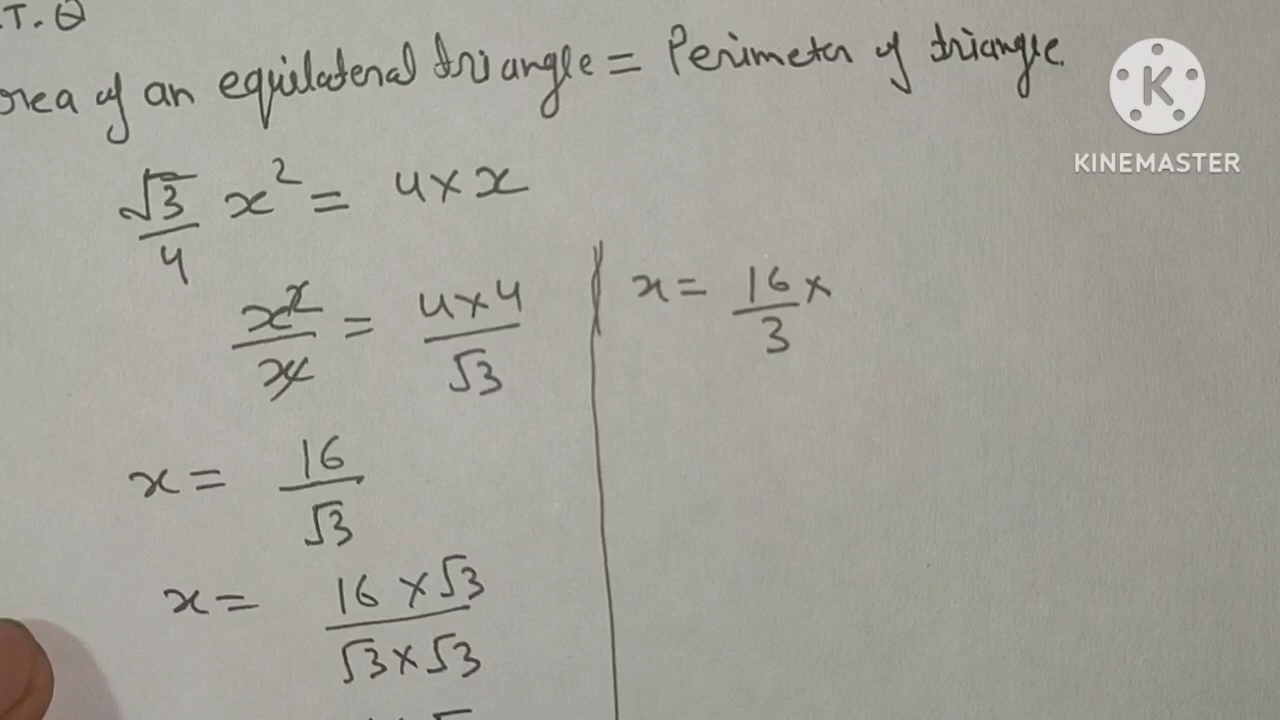 .T. Q
rea of an equilateral triangle = Perimeter of triangle.
√3/4 x² = 4 × x
x²/x = 4 × 4/√3
x = 16/√3
x = 16 × √3/√3 × √3
x = 16/3 ×
K
KINEMASTER